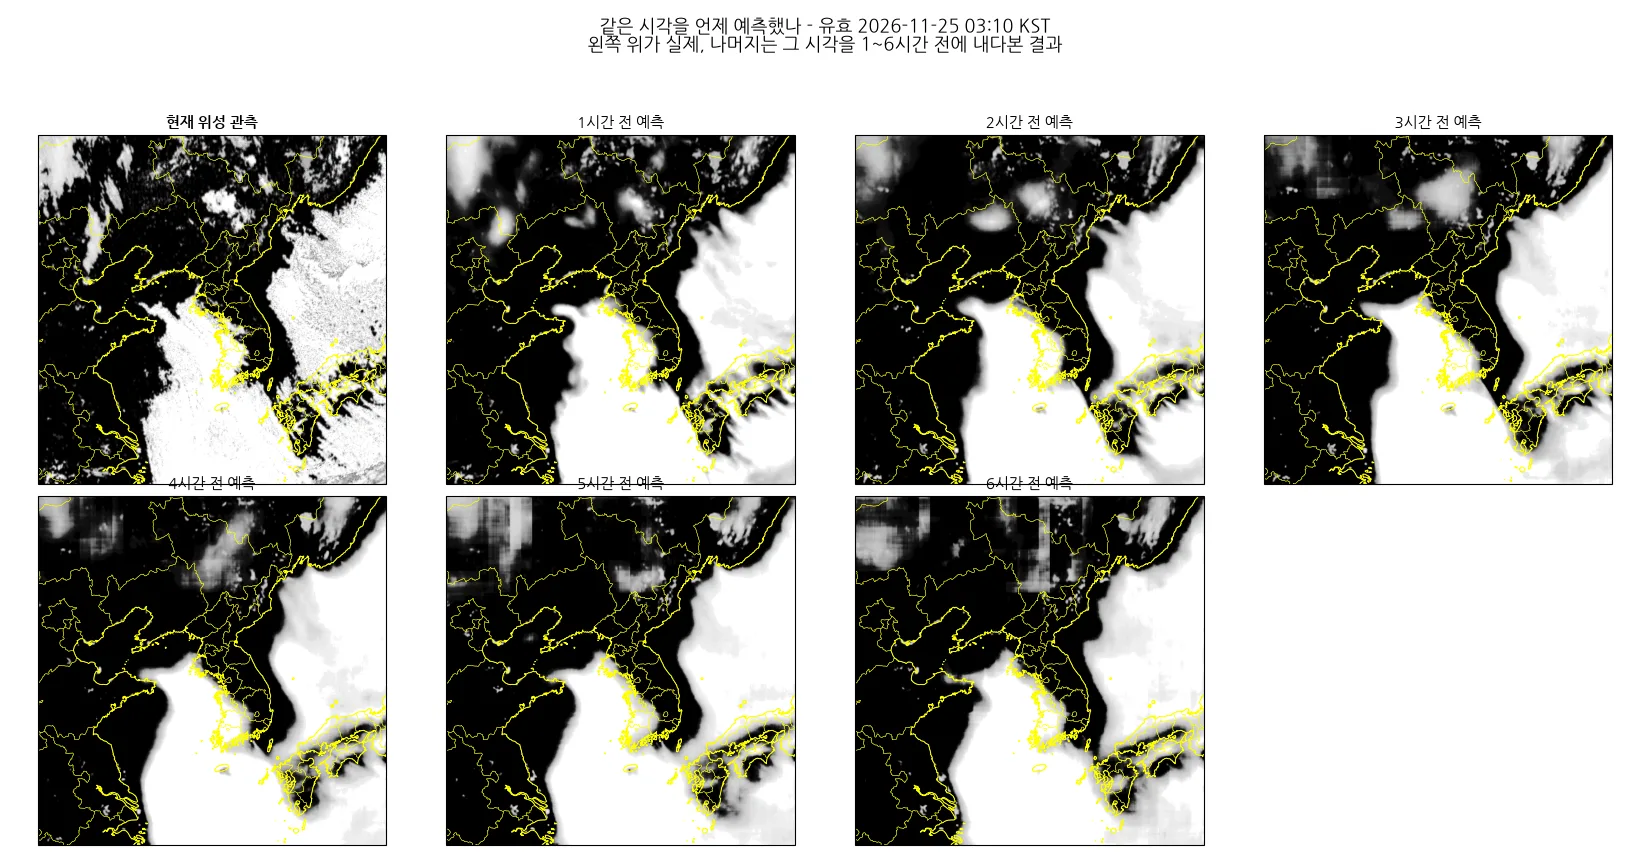 같은 시각을 언제 예측했나 - 유효 2026-11-25 03:10 KST
왼쪽 위가 실제, 나머지는 그 시각을 1~6시간 전에 내다본 결과
현재 위성 관측
1시간 전 예측
2시간 전 예측
3시간 전 예측
4시간 전 예측
5시간 전 예측
6시간 전 예측